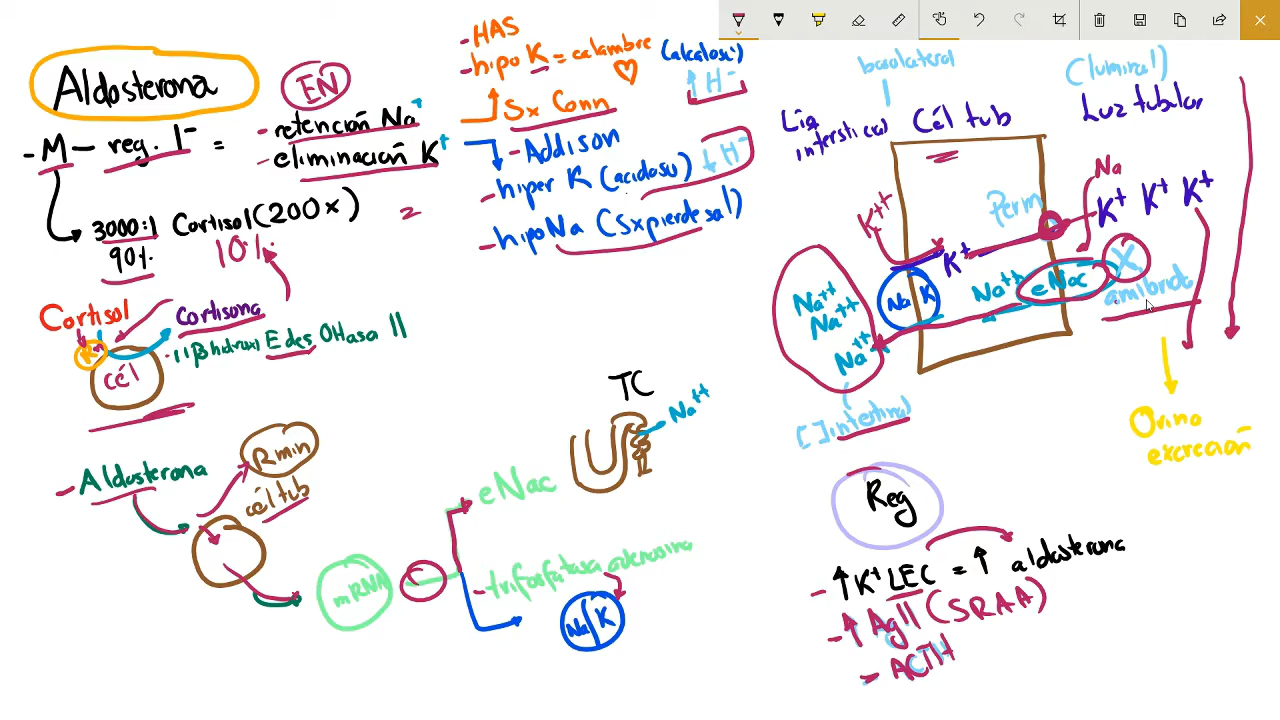 Aldosterona
EN
- M - reg. I⁻ =
- retención Na⁺
- eliminación K⁺
3000:1 Cortisol (200x) =
90%
10%
- HAS
- hipo K = calambre
(alcalosis)
↑ H⁻
Sx Conn
- Addison
- hiper K (acidosis) ↓ H⁻
- hipo Na (Sx pierde sal)
Cortisol
Cortisona
cél
11β hidroxi E des OHasa II
- Aldosterona
R min
cél tub
mRNA
eNac
- trifosfatasa adenosina
Na/K
TC
Na⁺⁺
basolateral
(luminal)
Liq intersticial
Cél tub
Luz tubular
Na
K⁺ K⁺ K⁺
K⁺⁺
Perm
K⁺
Na K
Na⁺⁺
eNac
X
amilorida
Na⁺⁺
Na⁺⁺
Na⁺⁺
[ ] intersticial
Orina
excreción
Reg
- ↑ K⁺ LEC = ↑ aldosterona
- ↑ Ag II (SRAA)
- ACTH